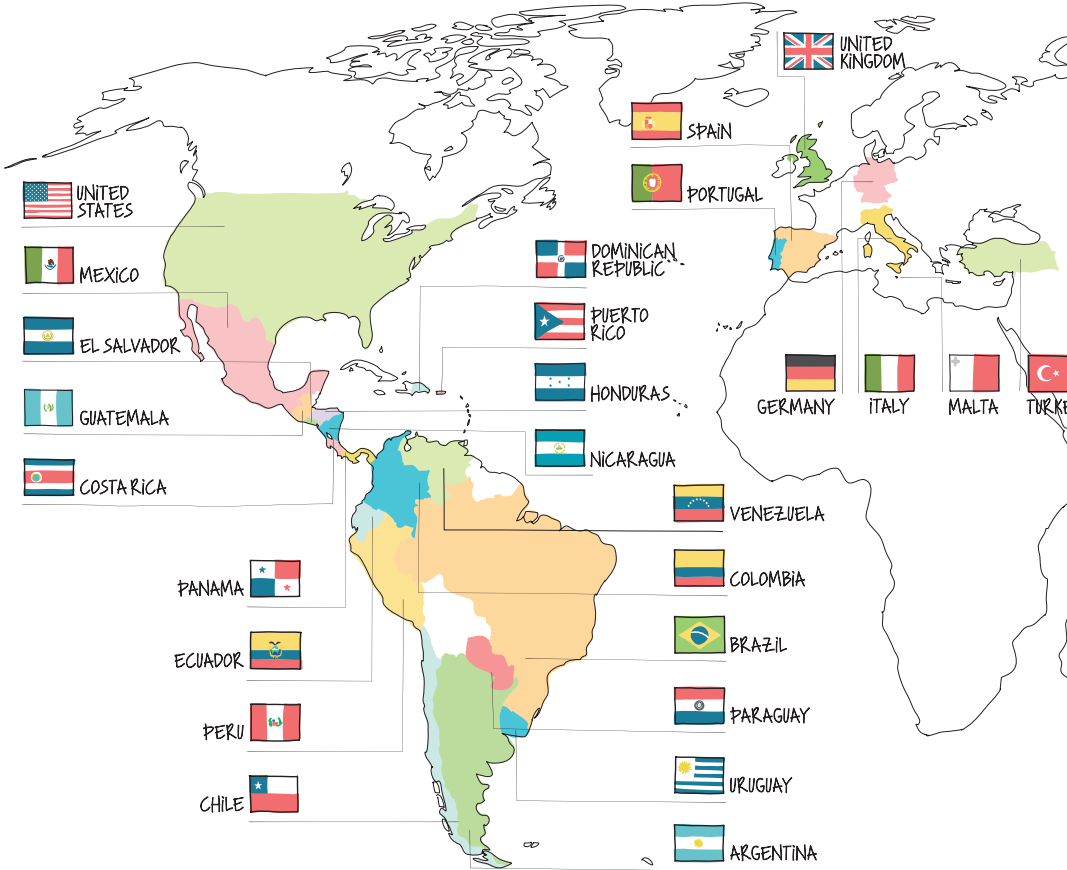 UNITED
KINGDOM
SPAIN
PORTUGAL
UNITED
STATES
MEXICO
EL SALVADOR
GUATEMALA
COSTA RICA
DOMINICAN
REPUBLIC
PUERTO
RICO
HONDURAS
NICARAGUA
GERMANY
ITALY
MALTA
TURKE
VENEZUELA
COLOMBIA
BRAZIL
PARAGUAY
URUGUAY
ARGENTINA
PANAMA
ECUADOR
PERU
CHILE